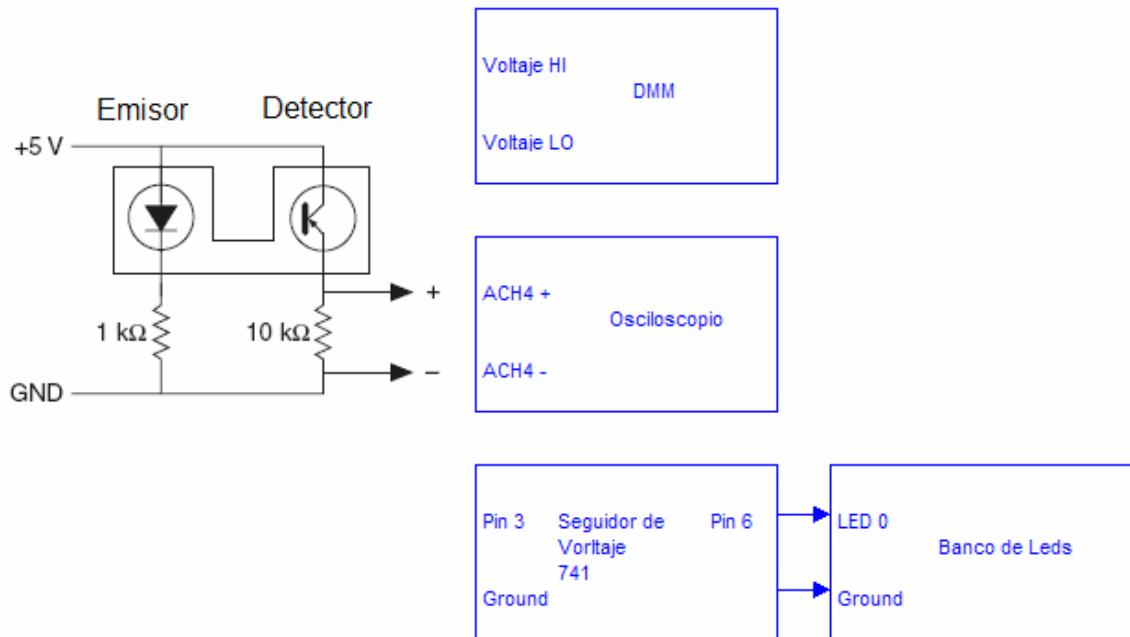 Emisor
Detector
+5 V
1 kΩ
10 kΩ
+
−
GND
Voltaje HI
DMM
Voltaje LO
ACH4 +
Osciloscopio
ACH4 -
Pin 3
Seguidor de
Vorltaje
741
Pin 6
Ground
LED 0
Banco de Leds
Ground